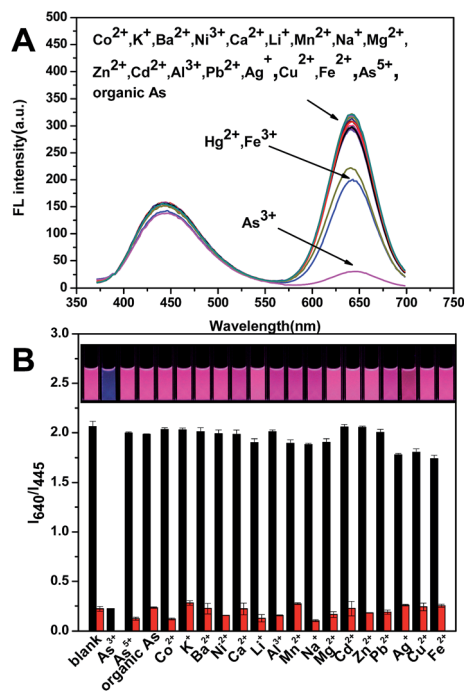 A
Co2+,K+,Ba2+,Ni3+,Ca2+,Li+,Mn2+,Na+,Mg2+,
Zn2+,Cd2+,Al3+,Pb2+,Ag+,Cu2+,Fe2+,As5+,
organic As
Hg2+,Fe3+
As3+
FL intensity(a.u.)
500
450
400
350
300
250
200
150
100
50
0
350 400 450 500 550 600 650 700 750
Wavelength(nm)
B
I640/I445
3.0
2.5
2.0
1.5
1.0
0.5
0.0
blank
As3+
As5+
organic As
Co2+
K+
Ba2+
Ni2+
Ca2+
Li+
Al3+
Mn2+
Na+
Mg2+
Cd2+
Zn2+
Pb2+
Ag+
Cu2+
Fe2+